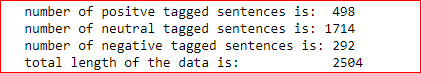 number of positve tagged sentences is:  498
number of neutral tagged sentences is: 1714
number of negative tagged sentences is: 292
total length of the data is:            2504